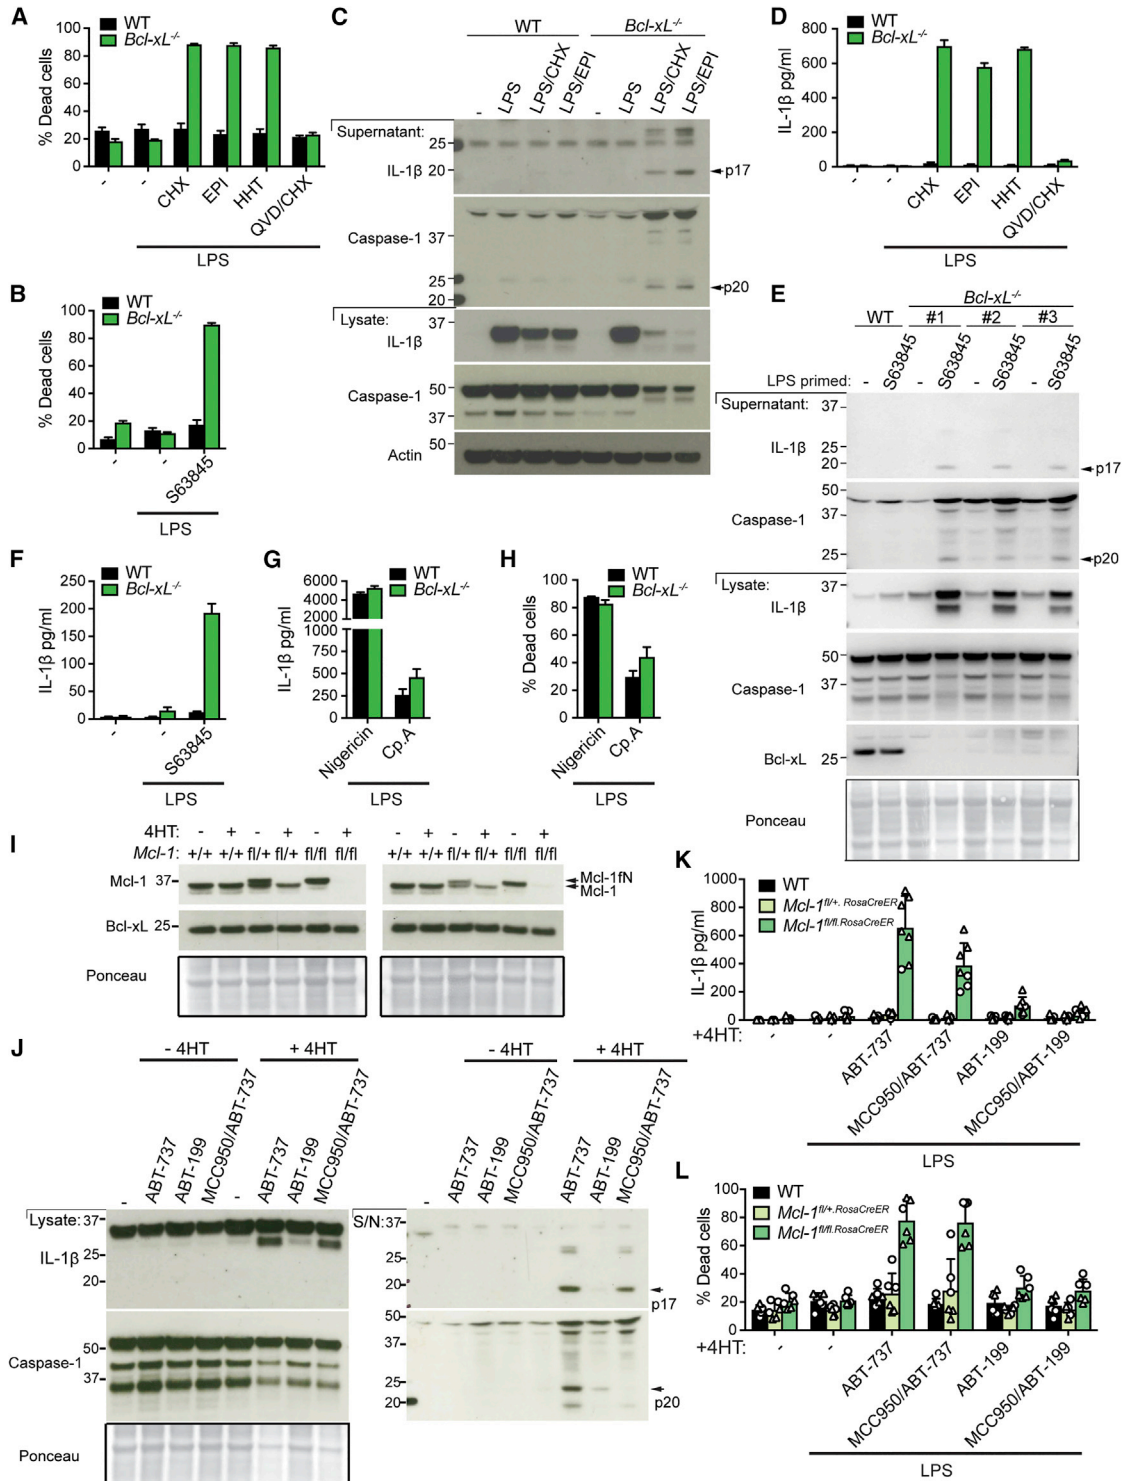 A
WT
Bcl-xL-/-
100
80
60
40
20
0
% Dead cells
-
-
CHX
EPI
HHT
QVD/CHX
LPS
B
WT
Bcl-xL-/-
100
80
60
40
20
0
% Dead cells
-
-
S63845
LPS
C
WT
Bcl-xL-/-
-
LPS
LPS/CHX
LPS/EPI
-
LPS
LPS/CHX
LPS/EPI
Supernatant:
25
IL-1β 20
p17
Caspase-1 37
25
20
p20
Lysate:
37
IL-1β
Caspase-1 50
37
50
Actin
D
WT
Bcl-xL-/-
800
600
400
200
0
IL-1β pg/ml
-
-
CHX
EPI
HHT
QVD/CHX
LPS
E
Bcl-xL-/-
WT #1 #2 #3
LPS primed: - S63845 - S63845 - S63845 - S63845
Supernatant: 37
IL-1β
25
20
p17
50
Caspase-1 37
25
p20
Lysate: 37
IL-1β
50
Caspase-1
37
Bcl-xL 25
Ponceau
F
WT
Bcl-xL-/-
250
200
150
100
50
0
IL-1β pg/ml
-
-
S63845
LPS
G
WT
Bcl-xL-/-
6000
4000
2000
1000
750
500
250
0
IL-1β pg/ml
Nigericin
Cp.A
LPS
H
WT
Bcl-xL-/-
100
80
60
40
20
0
% Dead cells
Nigericin
Cp.A
LPS
I
4HT: - + - + - + - + - + - +
Mcl-1: +/+ +/+ fl/+ fl/+ fl/fl fl/fl +/+ +/+ fl/+ fl/+ fl/fl fl/fl
Mcl-1 37
Mcl-1fN
Mcl-1
Bcl-xL 25
Ponceau
J
- 4HT + 4HT
-
ABT-737
ABT-199
MCC950/ABT-737
-
ABT-737
ABT-199
MCC950/ABT-737
Lysate: 37
IL-1β
25
20
50
Caspase-1
37
Ponceau
- 4HT + 4HT
-
ABT-737
ABT-199
MCC950/ABT-737
ABT-737
ABT-199
MCC950/ABT-737
S/N: 37
25
20
p17
50
37
25
20
p20
K
WT
Mcl-1fl/+. RosaCreER
Mcl-1fl/fl.RosaCreER
1000
800
600
400
200
0
IL-1β pg/ml
+4HT:
-
-
ABT-737
MCC950/ABT-737
ABT-199
MCC950/ABT-199
LPS
L
WT
Mcl-1fl/+.RosaCreER
Mcl-1fl/fl.RosaCreER
100
80
60
40
20
0
% Dead cells
+4HT:
-
-
ABT-737
MCC950/ABT-737
ABT-199
MCC950/ABT-199
LPS